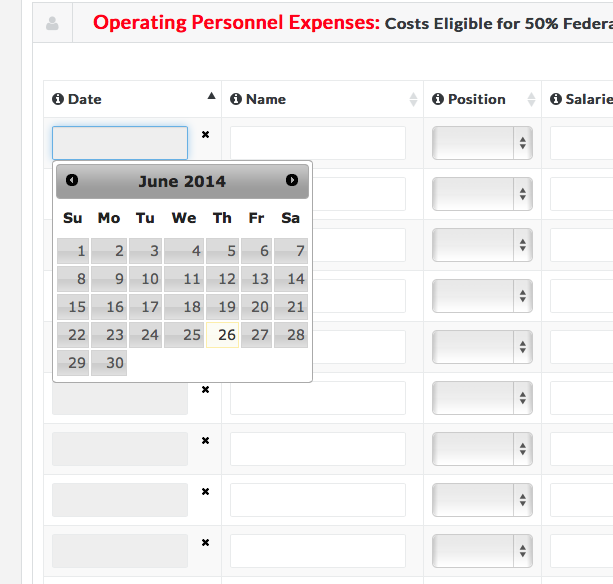 Operating Personnel Expenses: Costs Eligible for 50% Federa
Date Name Position Salarie
June 2014
Su Mo Tu We Th Fr Sa
1 2 3 4 5 6 7
8 9 10 11 12 13 14
15 16 17 18 19 20 21
22 23 24 25 26 27 28
29 30